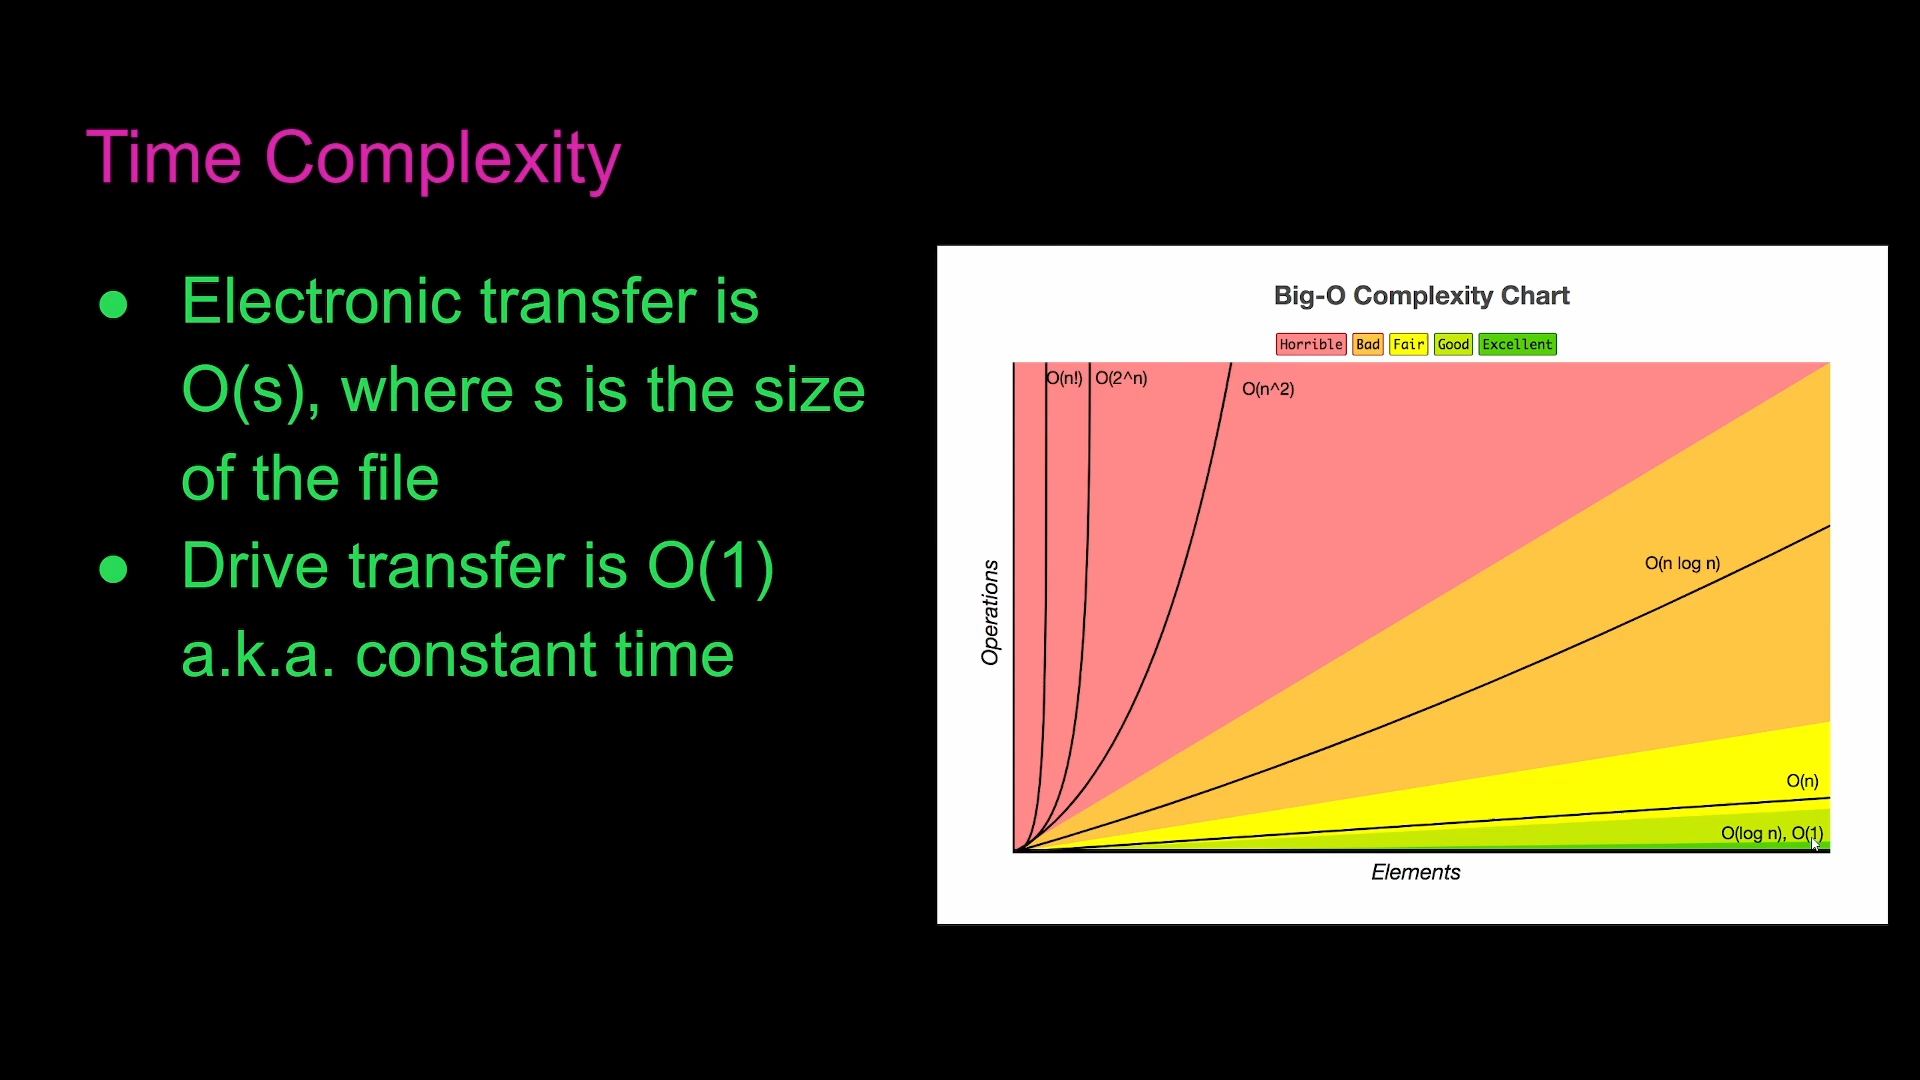 Time Complexity
● Electronic transfer is
O(s), where s is the size
of the file
● Drive transfer is O(1)
a.k.a. constant time
Big-O Complexity Chart
Horrible Bad Fair Good Excellent
O(n!) O(2^n) O(n^2)
O(n log n)
O(n)
O(log n), O(1)
Operations
Elements